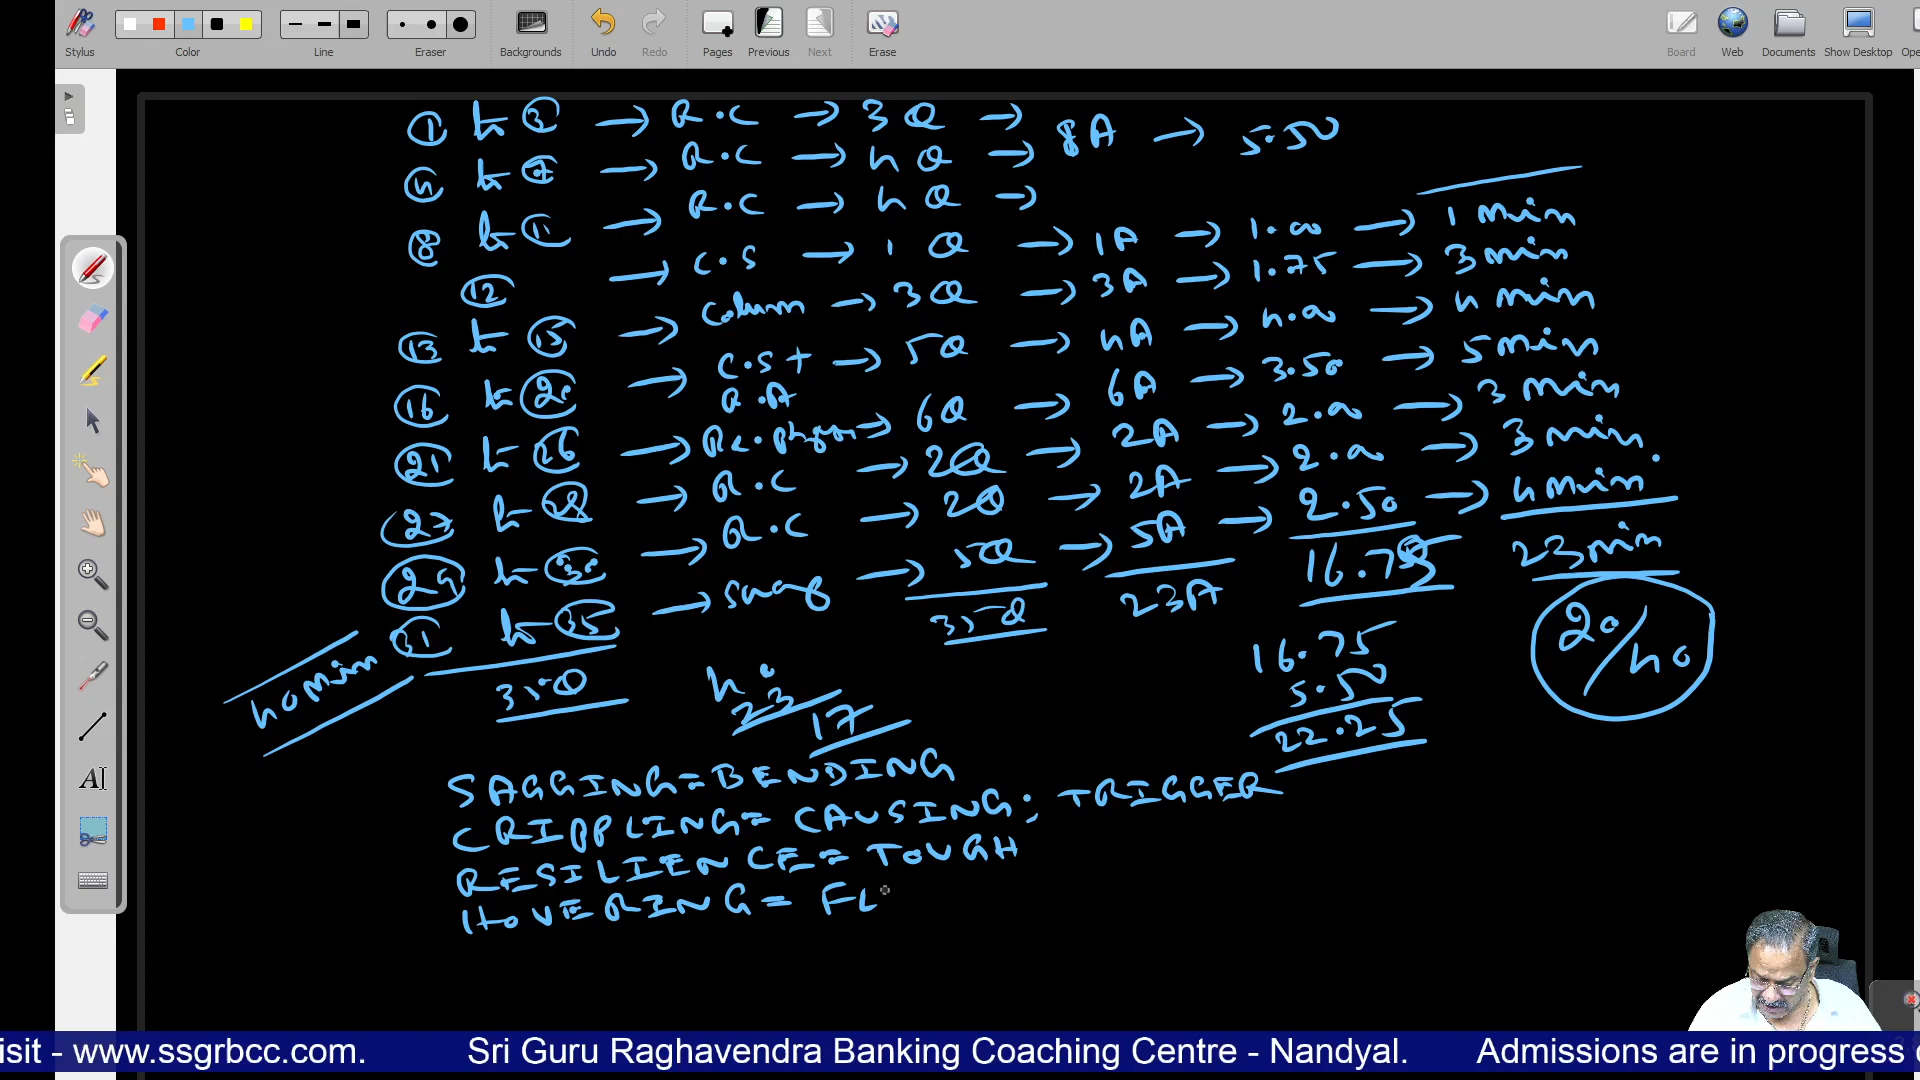 Stylus Color Line Eraser Backgrounds Undo Redo Pages Previous Next Erase Board Web Documents Show Desktop Ope
① to ③ → R.C → 3Q →
④ to ⑦ → R.C → 4Q → 8A → 5.50
⑧ to ⑪ → R.C → 4Q →
⑫ → C.S → 1Q → 1A → 1.00 → 1 min
⑬ to ⑮ → Column → 3Q → 3A → 1.75 → 3 min
⑯ to ⑳ → C.S + R.A → 5Q → 4A → 4.00 → 4 min
㉑ to ㉖ → → 6Q → 6A → 3.50 → 5 min
㉗ to ㉘ → R.C → 2Q → 2A → 2.00 → 3 min
㉙ to ㉚ → R.C → 2Q → 2A → 2.00 → 3 min.
㉛ to ㉟ → swap → 5Q → 5A → 2.50 → 4 min
35Q 35Q 23A 16.75 23 min
40 min
40
23
17
16.75
5.50
22.25
20/40
SAGGING = BENDING
CRIPPLING = CAUSING; TRIGGER
RESILIENCE = TOUGH
HOVERING = FL
AI
isit - www.ssgrbcc.com. Sri Guru Raghavendra Banking Coaching Centre - Nandyal. Admissions are in progress